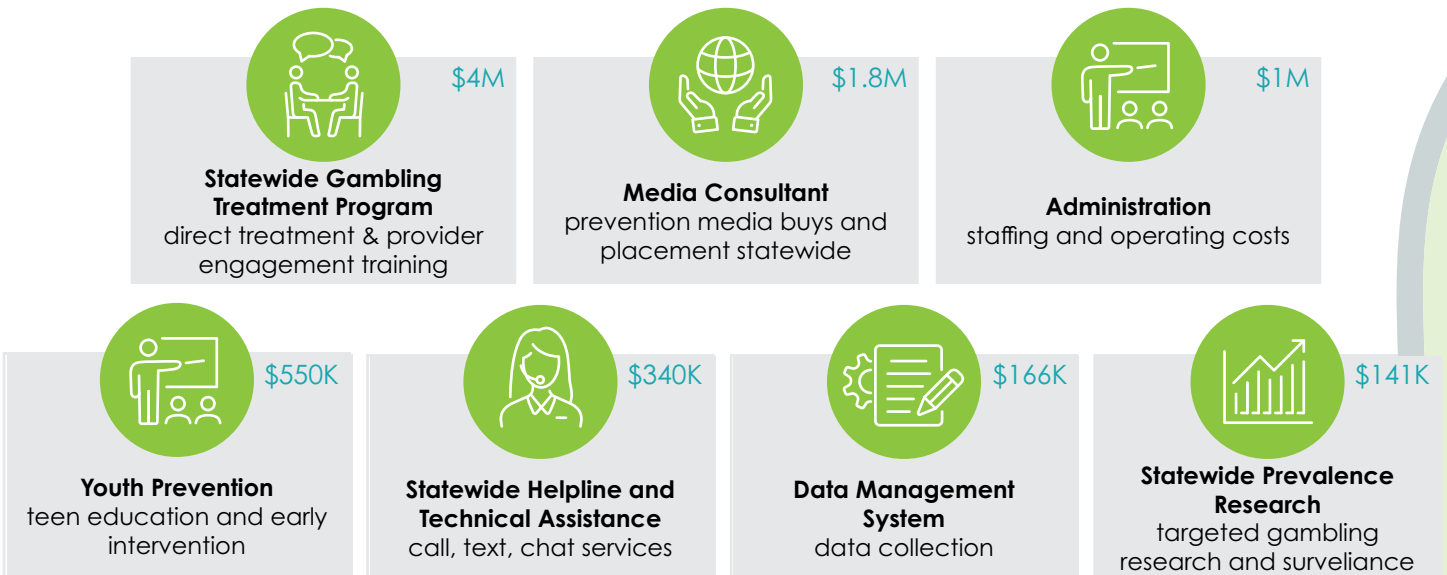 $4M
Statewide Gambling
Treatment Program
direct treatment & provider
engagement training
$1.8M
Media Consultant
prevention media buys and
placement statewide
$1M
Administration
staffing and operating costs
$550K
Youth Prevention
teen education and early
intervention
$340K
Statewide Helpline and
Technical Assistance
call, text, chat services
$166K
Data Management
System
data collection
$141K
Statewide Prevalence
Research
targeted gambling
research and surveliance